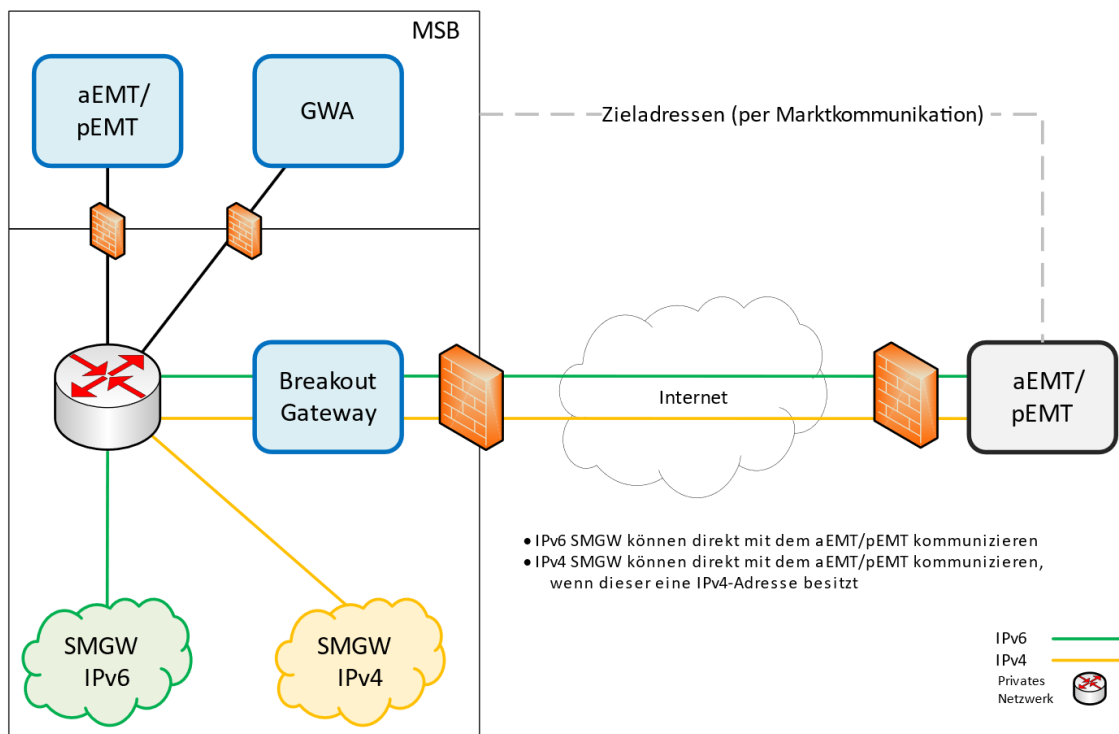 MSB
aEMT/
pEMT
GWA
Zieladressen (per Marktkommunikation)
Breakout
Gateway
Internet
aEMT/
pEMT
• IPv6 SMGW können direkt mit dem aEMT/pEMT kommunizieren
• IPv4 SMGW können direkt mit dem aEMT/pEMT kommunizieren,
wenn dieser eine IPv4-Adresse besitzt
SMGW
IPv6
SMGW
IPv4
IPv6
IPv4
Privates
Netzwerk